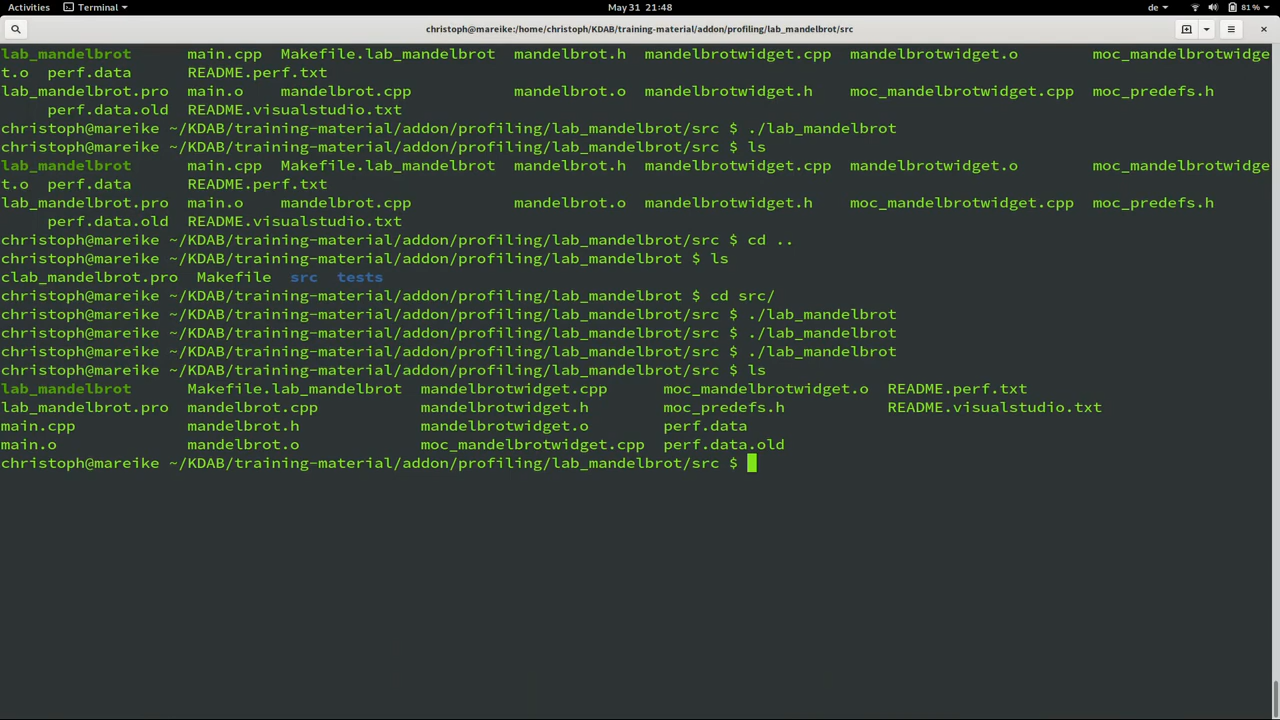 Activities Terminal May 31 21:48 de 81%
christoph@mareike:/home/christoph/KDAB/training-material/addon/profiling/lab_mandelbrot/src
lab_mandelbrot main.cpp Makefile.lab_mandelbrot mandelbrot.h mandelbrotwidget.cpp mandelbrotwidget.o moc_mandelbrotwidge
t.o perf.data README.perf.txt
lab_mandelbrot.pro main.o mandelbrot.cpp mandelbrot.o mandelbrotwidget.h moc_mandelbrotwidget.cpp moc_predefs.h
perf.data.old README.visualstudio.txt
christoph@mareike ~/KDAB/training-material/addon/profiling/lab_mandelbrot/src $ ./lab_mandelbrot
christoph@mareike ~/KDAB/training-material/addon/profiling/lab_mandelbrot/src $ ls
lab_mandelbrot main.cpp Makefile.lab_mandelbrot mandelbrot.h mandelbrotwidget.cpp mandelbrotwidget.o moc_mandelbrotwidge
t.o perf.data README.perf.txt
lab_mandelbrot.pro main.o mandelbrot.cpp mandelbrot.o mandelbrotwidget.h moc_mandelbrotwidget.cpp moc_predefs.h
perf.data.old README.visualstudio.txt
christoph@mareike ~/KDAB/training-material/addon/profiling/lab_mandelbrot/src $ cd ..
christoph@mareike ~/KDAB/training-material/addon/profiling/lab_mandelbrot $ ls
clab_mandelbrot.pro Makefile src tests
christoph@mareike ~/KDAB/training-material/addon/profiling/lab_mandelbrot $ cd src/
christoph@mareike ~/KDAB/training-material/addon/profiling/lab_mandelbrot/src $ ./lab_mandelbrot
christoph@mareike ~/KDAB/training-material/addon/profiling/lab_mandelbrot/src $ ./lab_mandelbrot
christoph@mareike ~/KDAB/training-material/addon/profiling/lab_mandelbrot/src $ ./lab_mandelbrot
christoph@mareike ~/KDAB/training-material/addon/profiling/lab_mandelbrot/src $ ls
lab_mandelbrot Makefile.lab_mandelbrot mandelbrotwidget.cpp moc_mandelbrotwidget.o README.perf.txt
lab_mandelbrot.pro mandelbrot.cpp mandelbrotwidget.h moc_predefs.h README.visualstudio.txt
main.cpp mandelbrot.h mandelbrotwidget.o perf.data
main.o mandelbrot.o moc_mandelbrotwidget.cpp perf.data.old
christoph@mareike ~/KDAB/training-material/addon/profiling/lab_mandelbrot/src $